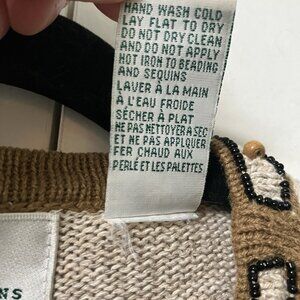 HAND WASH COLD
LAY FLAT TO DRY
DO NOT DRY CLEAN
AND DO NOT APPLY
HOT IRON TO BEADING
AND SEQUINS
LAVER À LA MAIN
À L'EAU FROIDE
SÉCHER À PLAT
NE PAS NETTOYER A SEC
ET NE PAS APPLIQUER
FER CHAUD AUX
PERLÉ ET LES PALETTES
NS